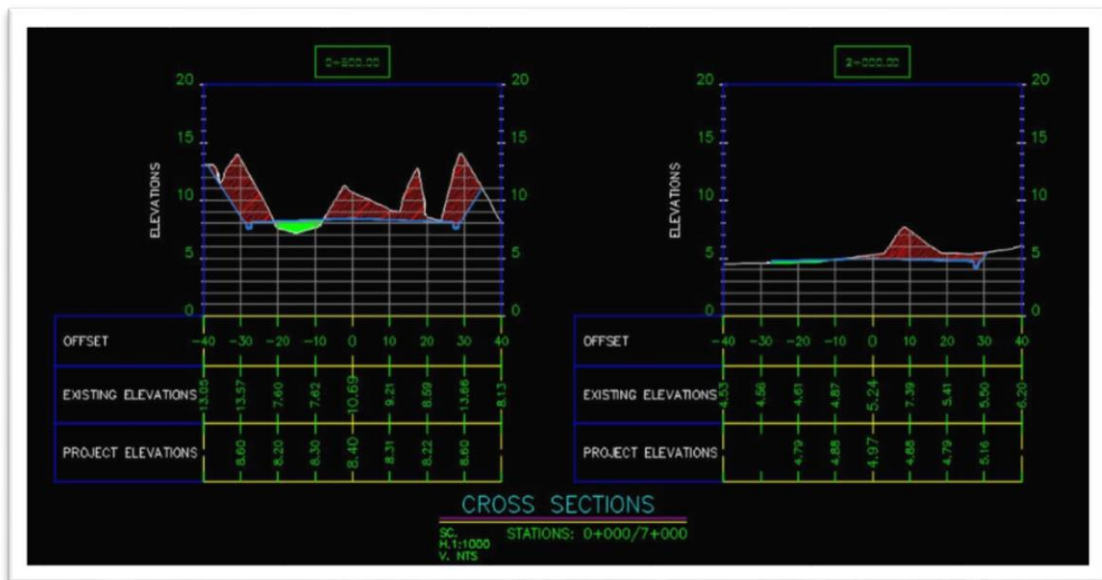 0+500.00
20 20
15 15
ELEVATIONS
10 10
5 5
0 0
OFFSET -40 -30 -20 -10 0 10 20 30 40
EXISTING ELEVATIONS 13.05 13.57 7.60 7.62 10.69 9.21 8.59 13.66 8.13
PROJECT ELEVATIONS 8.60 8.20 8.30 8.40 8.31 8.22 8.60
2+000.00
20 20
15 15
ELEVATIONS
10 10
5 5
0 0
OFFSET -40 -30 -20 -10 0 10 20 30 40
EXISTING ELEVATIONS 4.53 4.56 4.61 4.87 5.24 7.39 5.41 5.50 6.20
PROJECT ELEVATIONS 4.79 4.88 4.97 4.88 4.79 5.16
CROSS SECTIONS
SC.
H.1:1000
V. NTS
STATIONS: 0+000/7+000